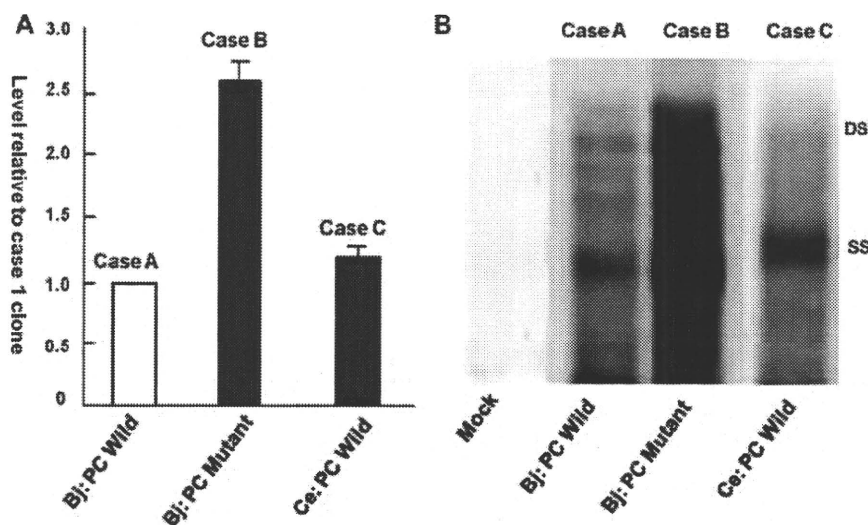 A
Level relative to case 1 clone
3.0
2.5
2.0
1.5
1.0
0.5
0
Case A
Case B
Case C
Bj: PC Wild
Bj: PC Mutant
Ce: PC Wild
B
Case A Case B Case C
DS
SS
Mock
Bj: PC Wild
Bj: PC Mutant
Ce: PC Wild